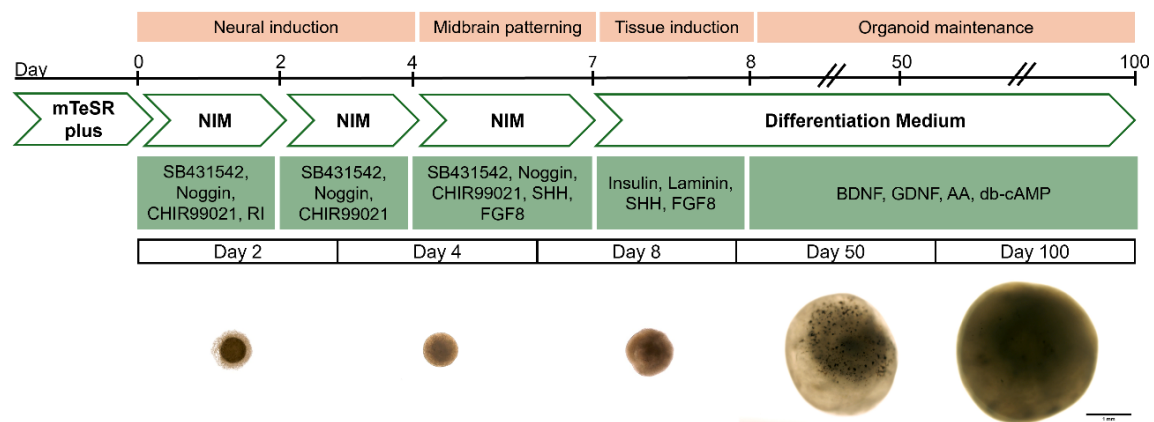 Neural induction
Midbrain patterning
Tissue induction
Organoid maintenance
Day
0
2
4
7
8
50
100
mTeSR
plus
NIM
NIM
NIM
Differentiation Medium
SB431542,
Noggin,
CHIR99021, RI
SB431542,
Noggin,
CHIR99021
SB431542, Noggin,
CHIR99021, SHH,
FGF8
Insulin, Laminin,
SHH, FGF8
BDNF, GDNF, AA, db-cAMP
Day 2
Day 4
Day 8
Day 50
Day 100
1 mm